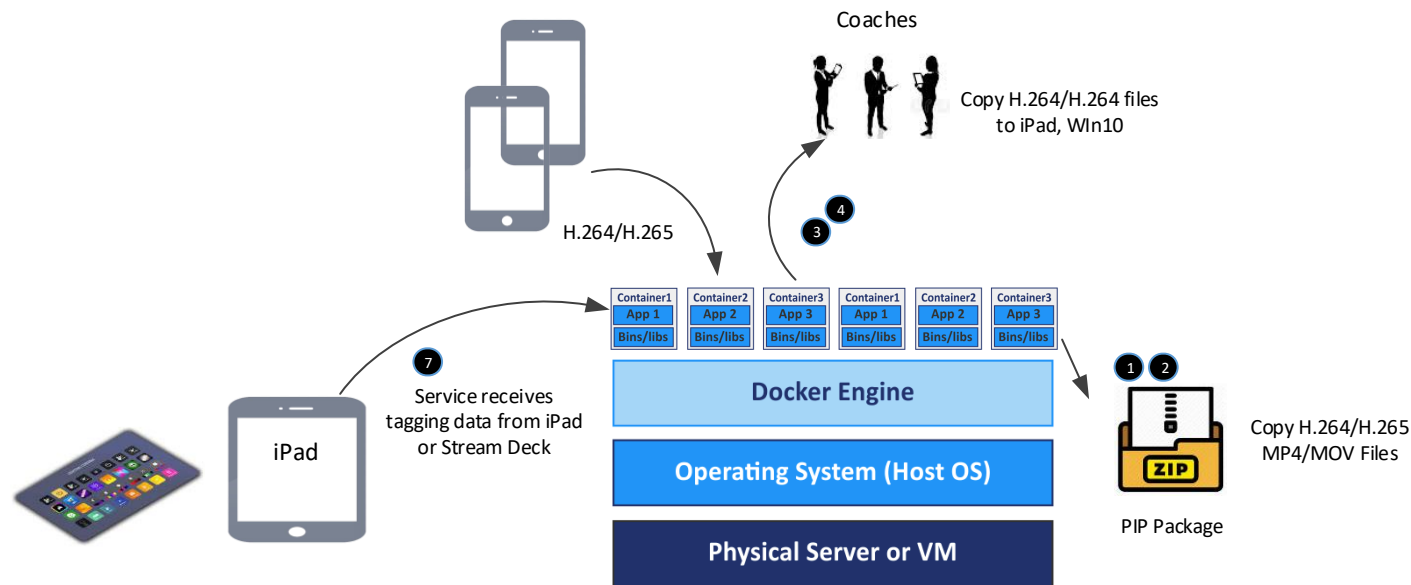 Coaches
Copy H.264/H.264 files
to iPad, WIn10
H.264/H.265
4
3
Container1
App 1
Bins/libs
Container2
App 2
Bins/libs
Container3
App 3
Bins/libs
Container1
App 1
Bins/libs
Container2
App 2
Bins/libs
Container3
App 3
Bins/libs
7
Service receives
tagging data from iPad
or Stream Deck
iPad
Docker Engine
Operating System (Host OS)
Physical Server or VM
1
2
ZIP
PIP Package
Copy H.264/H.265
MP4/MOV Files